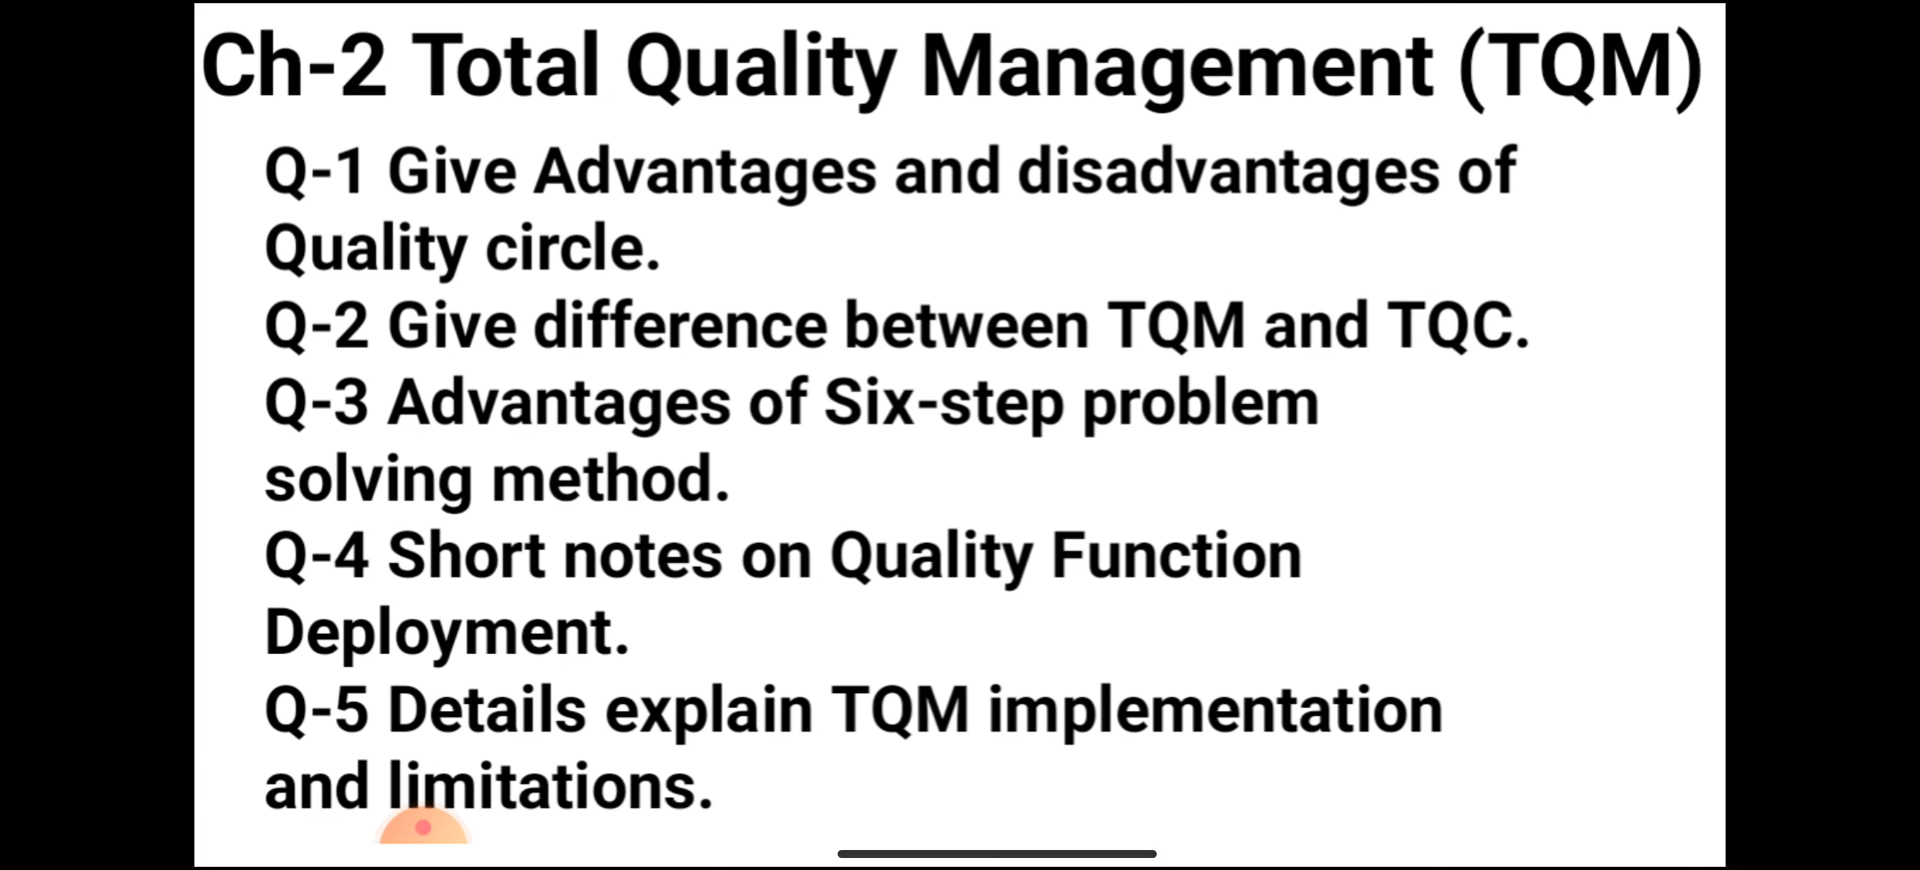 Ch-2 Total Quality Management (TQM)
Q-1 Give Advantages and disadvantages of
Quality circle.
Q-2 Give difference between TQM and TQC.
Q-3 Advantages of Six-step problem
solving method.
Q-4 Short notes on Quality Function
Deployment.
Q-5 Details explain TQM implementation
and limitations.